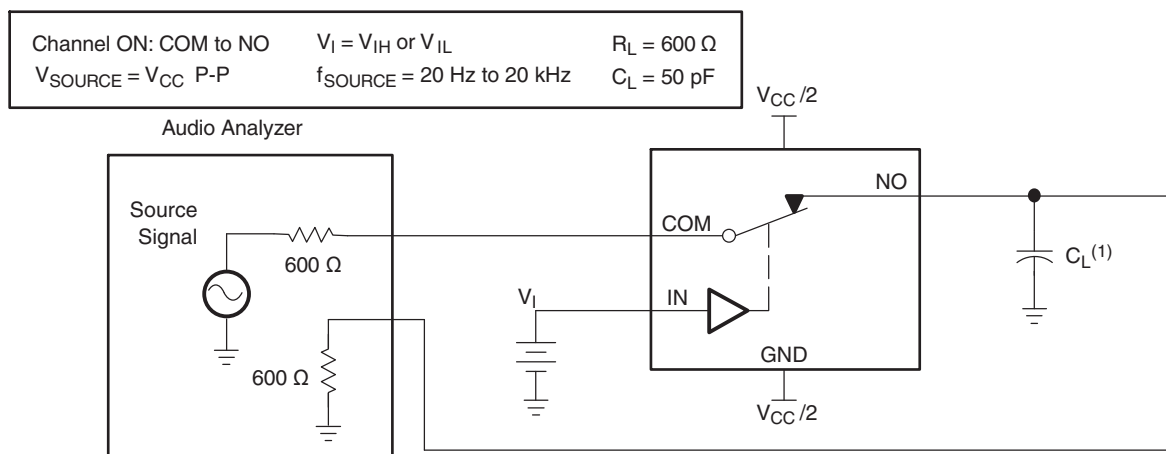 Channel ON: COM to NO V_I = V_IH or V_IL R_L = 600 Ω
V_SOURCE = V_CC P-P f_SOURCE = 20 Hz to 20 kHz C_L = 50 pF
V_CC/2
Audio Analyzer
NO
Source
Signal
COM
600 Ω
C_L(1)
V_I
IN
GND
600 Ω
V_CC/2